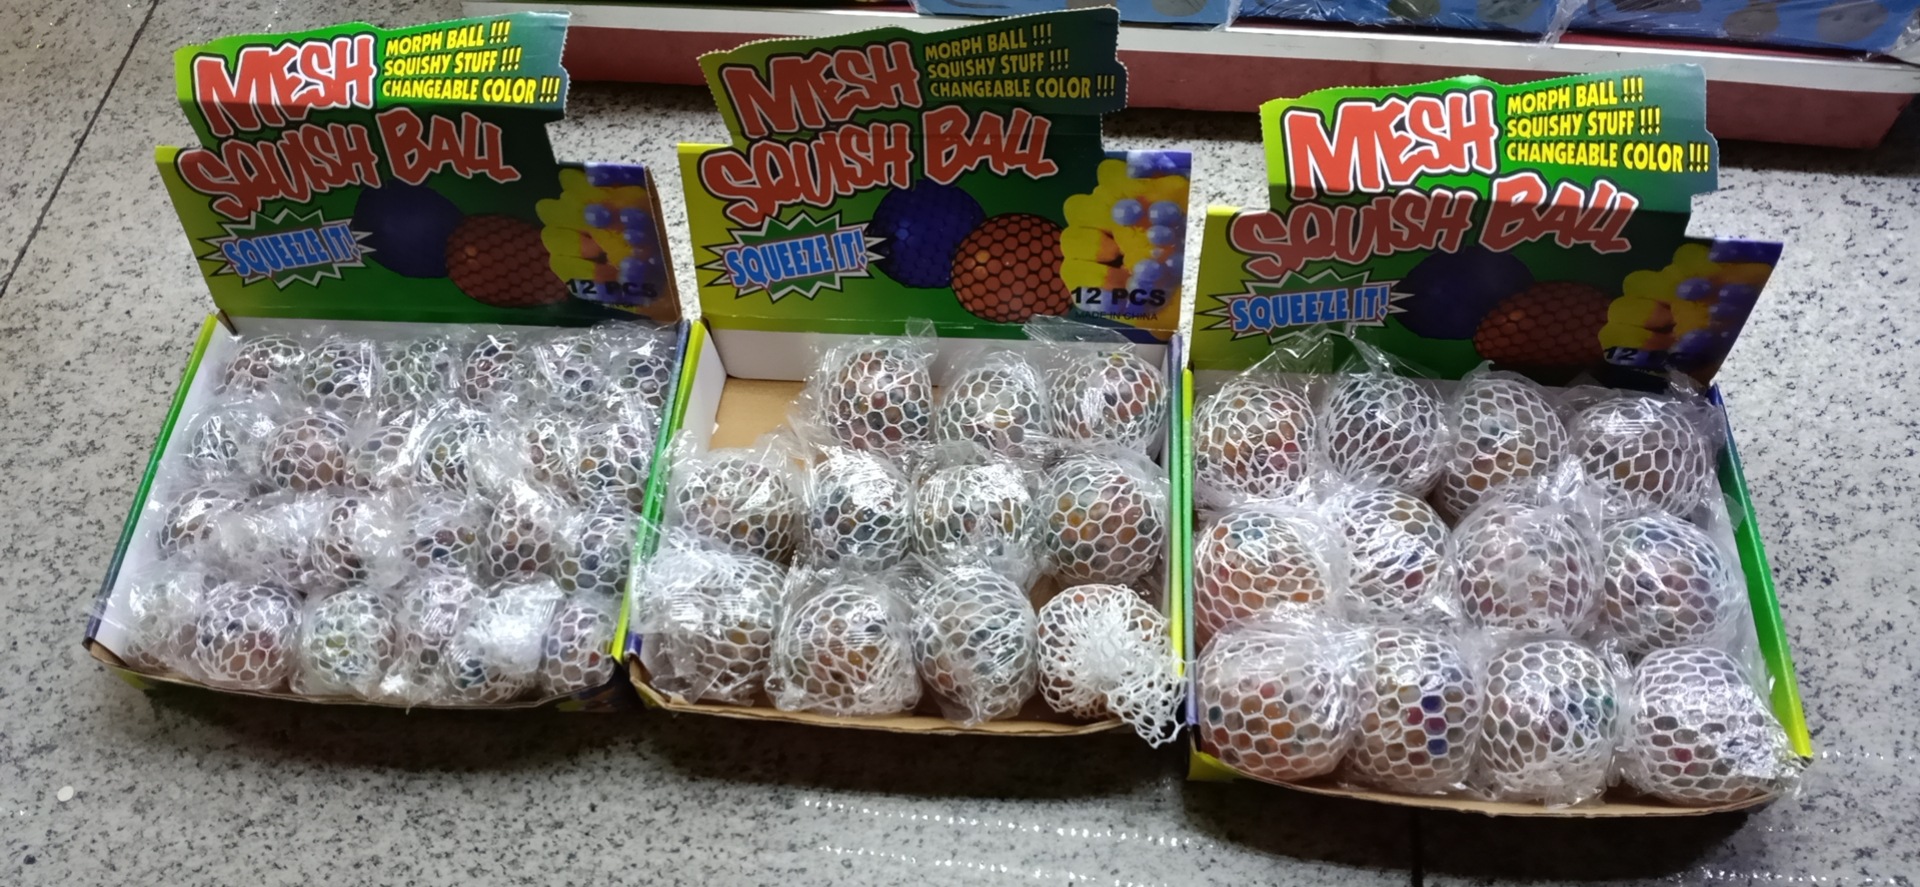 MESH
MORPH BALL !!!
SQUISHY STUFF !!!
CHANGEABLE COLOR !!!
SQUISH BALL
SQUEEZE IT!
12 PCS
MESH
MORPH BALL !!!
SQUISHY STUFF !!!
CHANGEABLE COLOR !!!
SQUISH BALL
SQUEEZE IT!
12 PCS
MADE IN CHINA
MESH
MORPH BALL !!!
SQUISHY STUFF !!!
CHANGEABLE COLOR !!!
SQUISH BALL
SQUEEZE IT!
12 PC